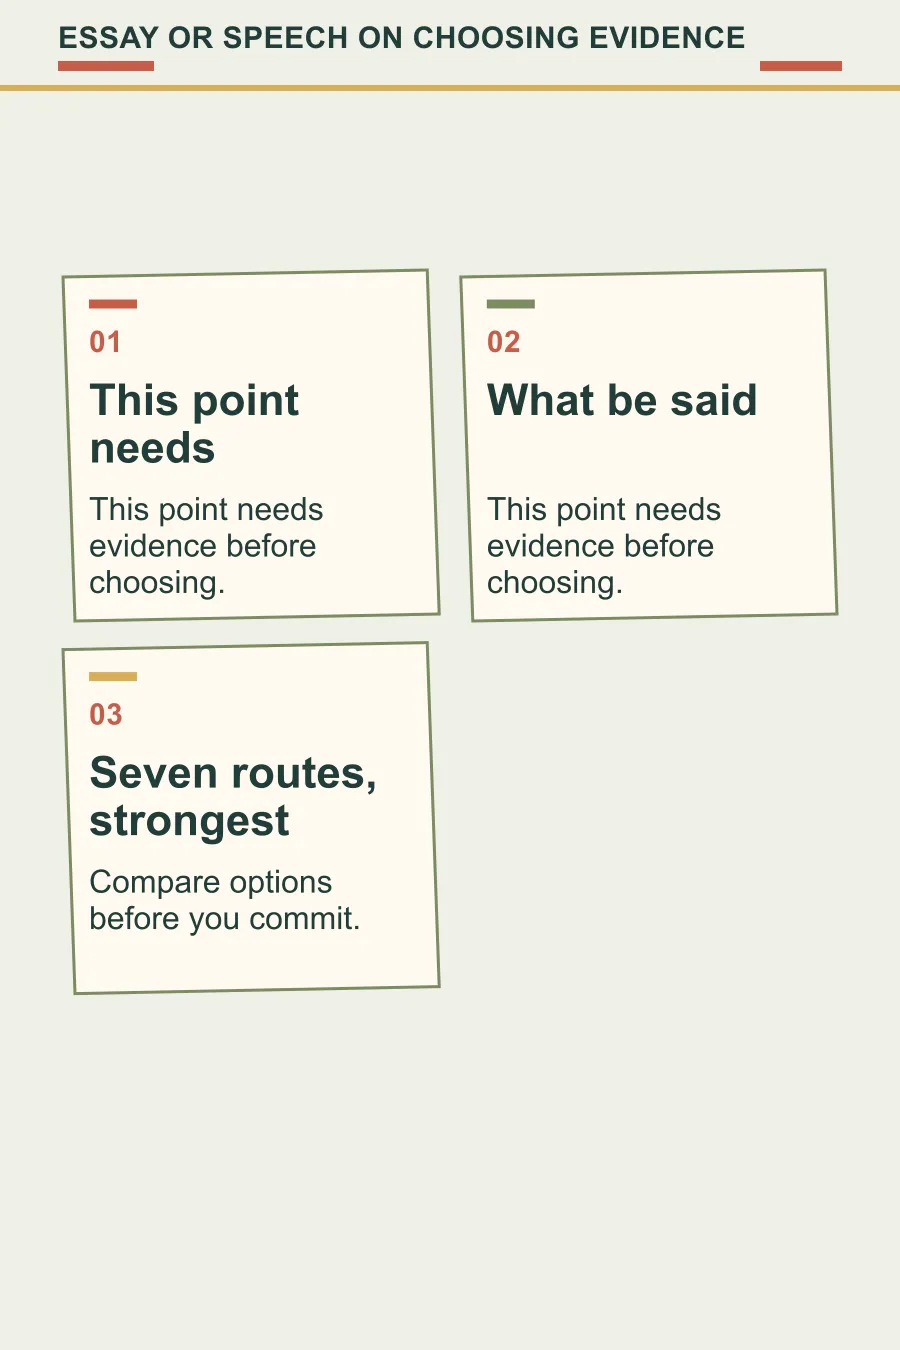 ESSAY OR SPEECH ON CHOOSING EVIDENCE
01
This point
needs
This point needs
evidence before
choosing.
02
What be said
This point needs
evidence before
choosing.
03
Seven routes,
strongest
Compare options
before you commit.